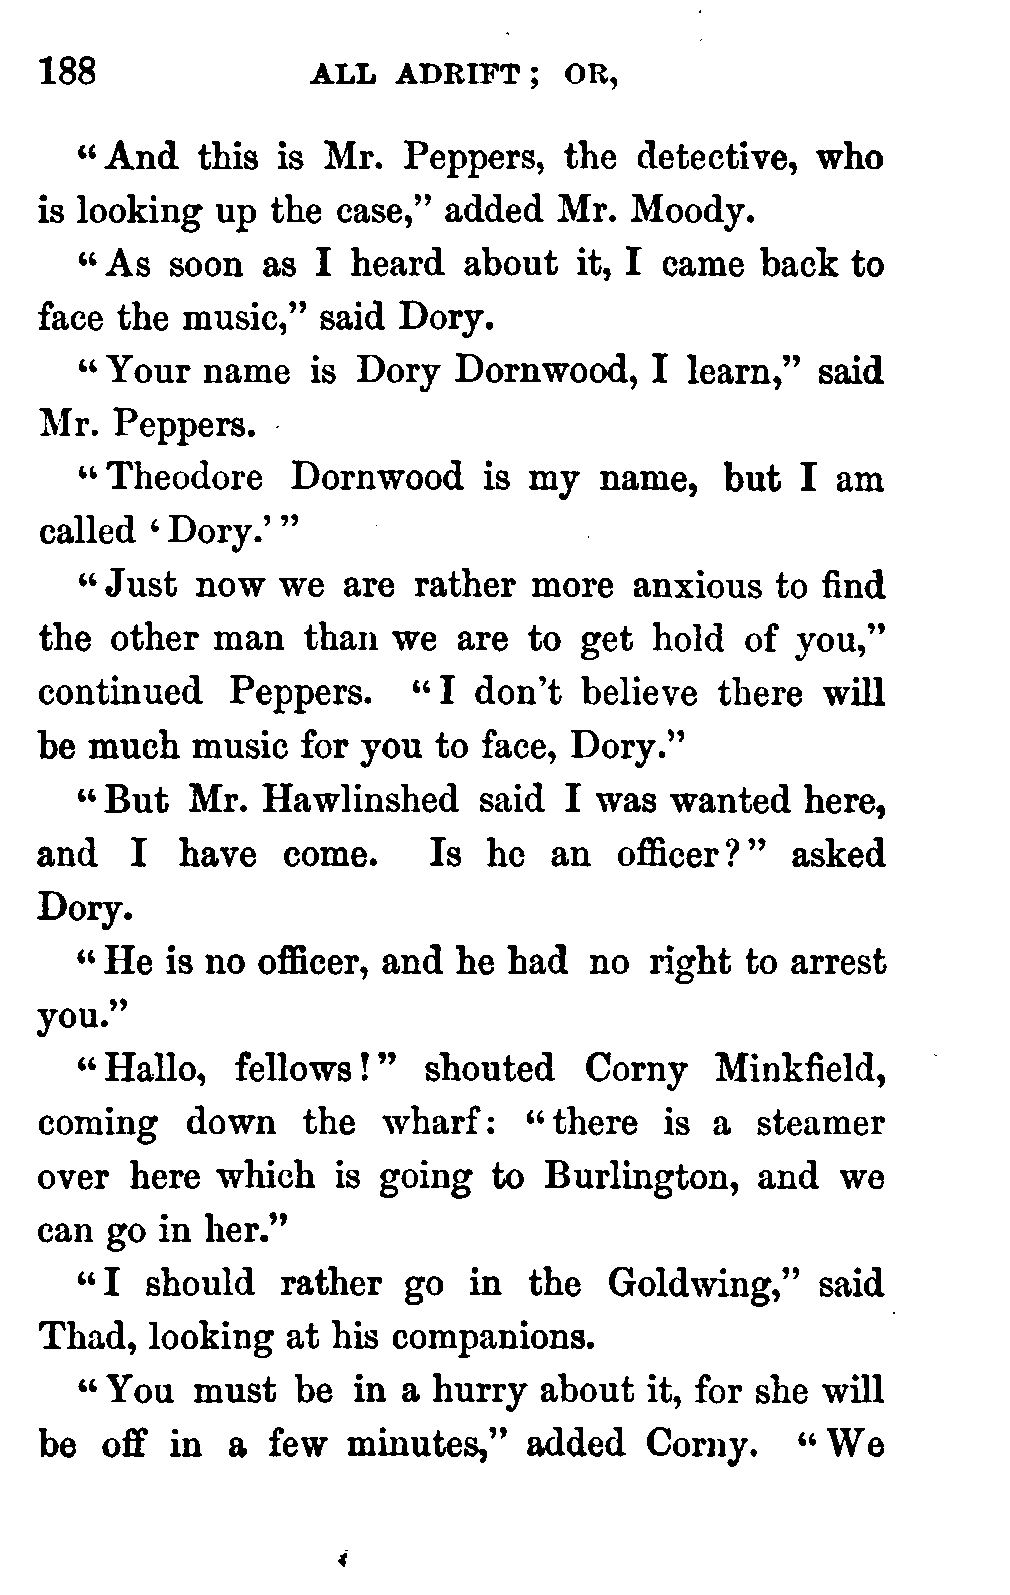 188 ALL ADRIFT; OR,
“And this is Mr. Peppers, the detective, who
is looking up the case,” added Mr. Moody.
“As soon as I heard about it, I came back to
face the music,” said Dory.
“Your name is Dory Dornwood, I learn,” said
Mr. Peppers.
“Theodore Dornwood is my name, but I am
called ‘Dory.’”
“Just now we are rather more anxious to find
the other man than we are to get hold of you,”
continued Peppers. “I don’t believe there will
be much music for you to face, Dory.”
“But Mr. Hawlinshed said I was wanted here,
and I have come. Is he an officer?” asked
Dory.
“He is no officer, and he had no right to arrest
you.”
“Hallo, fellows!” shouted Corny Minkfield,
coming down the wharf: “there is a steamer
over here which is going to Burlington, and we
can go in her.”
“I should rather go in the Goldwing,” said
Thad, looking at his companions.
“You must be in a hurry about it, for she will
be off in a few minutes,” added Corny. “We